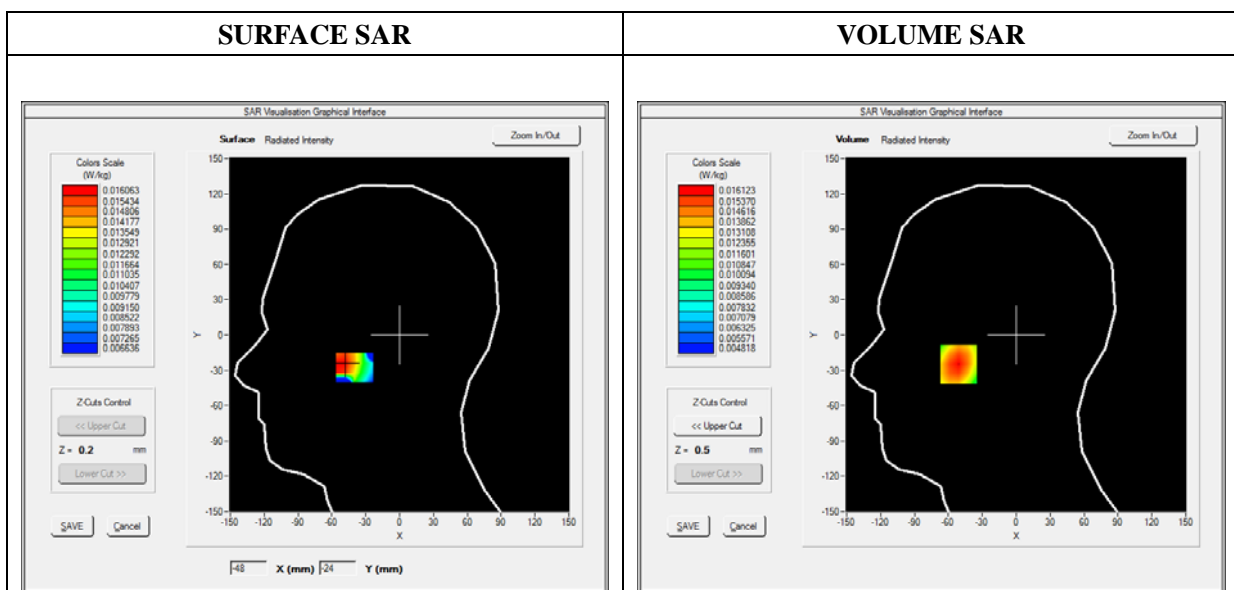 SURFACE SAR
SAR Visualisation Graphical Interface
Surface Radiated Intensity
Zoom In/Out
Colors Scale
(W/kg)
0.016063
0.015434
0.014806
0.014177
0.013549
0.012921
0.012292
0.011664
0.011035
0.010407
0.009779
0.009150
0.008522
0.007893
0.007265
0.006636
Z-Cuts Control
<< Upper Cut
Z = 0.2 mm
Lower Cut >>
SAVE Cancel
150
120
90
60
30
0
-30
-60
-90
-120
-150
Y
-150 -120 -90 -60 -30 0 30 60 90 120 150
X
-48 X (mm) -24 Y (mm)
VOLUME SAR
SAR Visualisation Graphical Interface
Volume Radiated Intensity
Zoom In/Out
Colors Scale
(W/kg)
0.016123
0.015370
0.014616
0.013862
0.013108
0.012355
0.011601
0.010847
0.010094
0.009340
0.008586
0.007832
0.007079
0.006325
0.005571
0.004818
Z-Cuts Control
<< Upper Cut
Z = 0.5 mm
Lower Cut >>
SAVE Cancel
150
120
90
60
30
0
-30
-60
-90
-120
-150
Y
-150 -120 -90 -60 -30 0 30 60 90 120 150
X